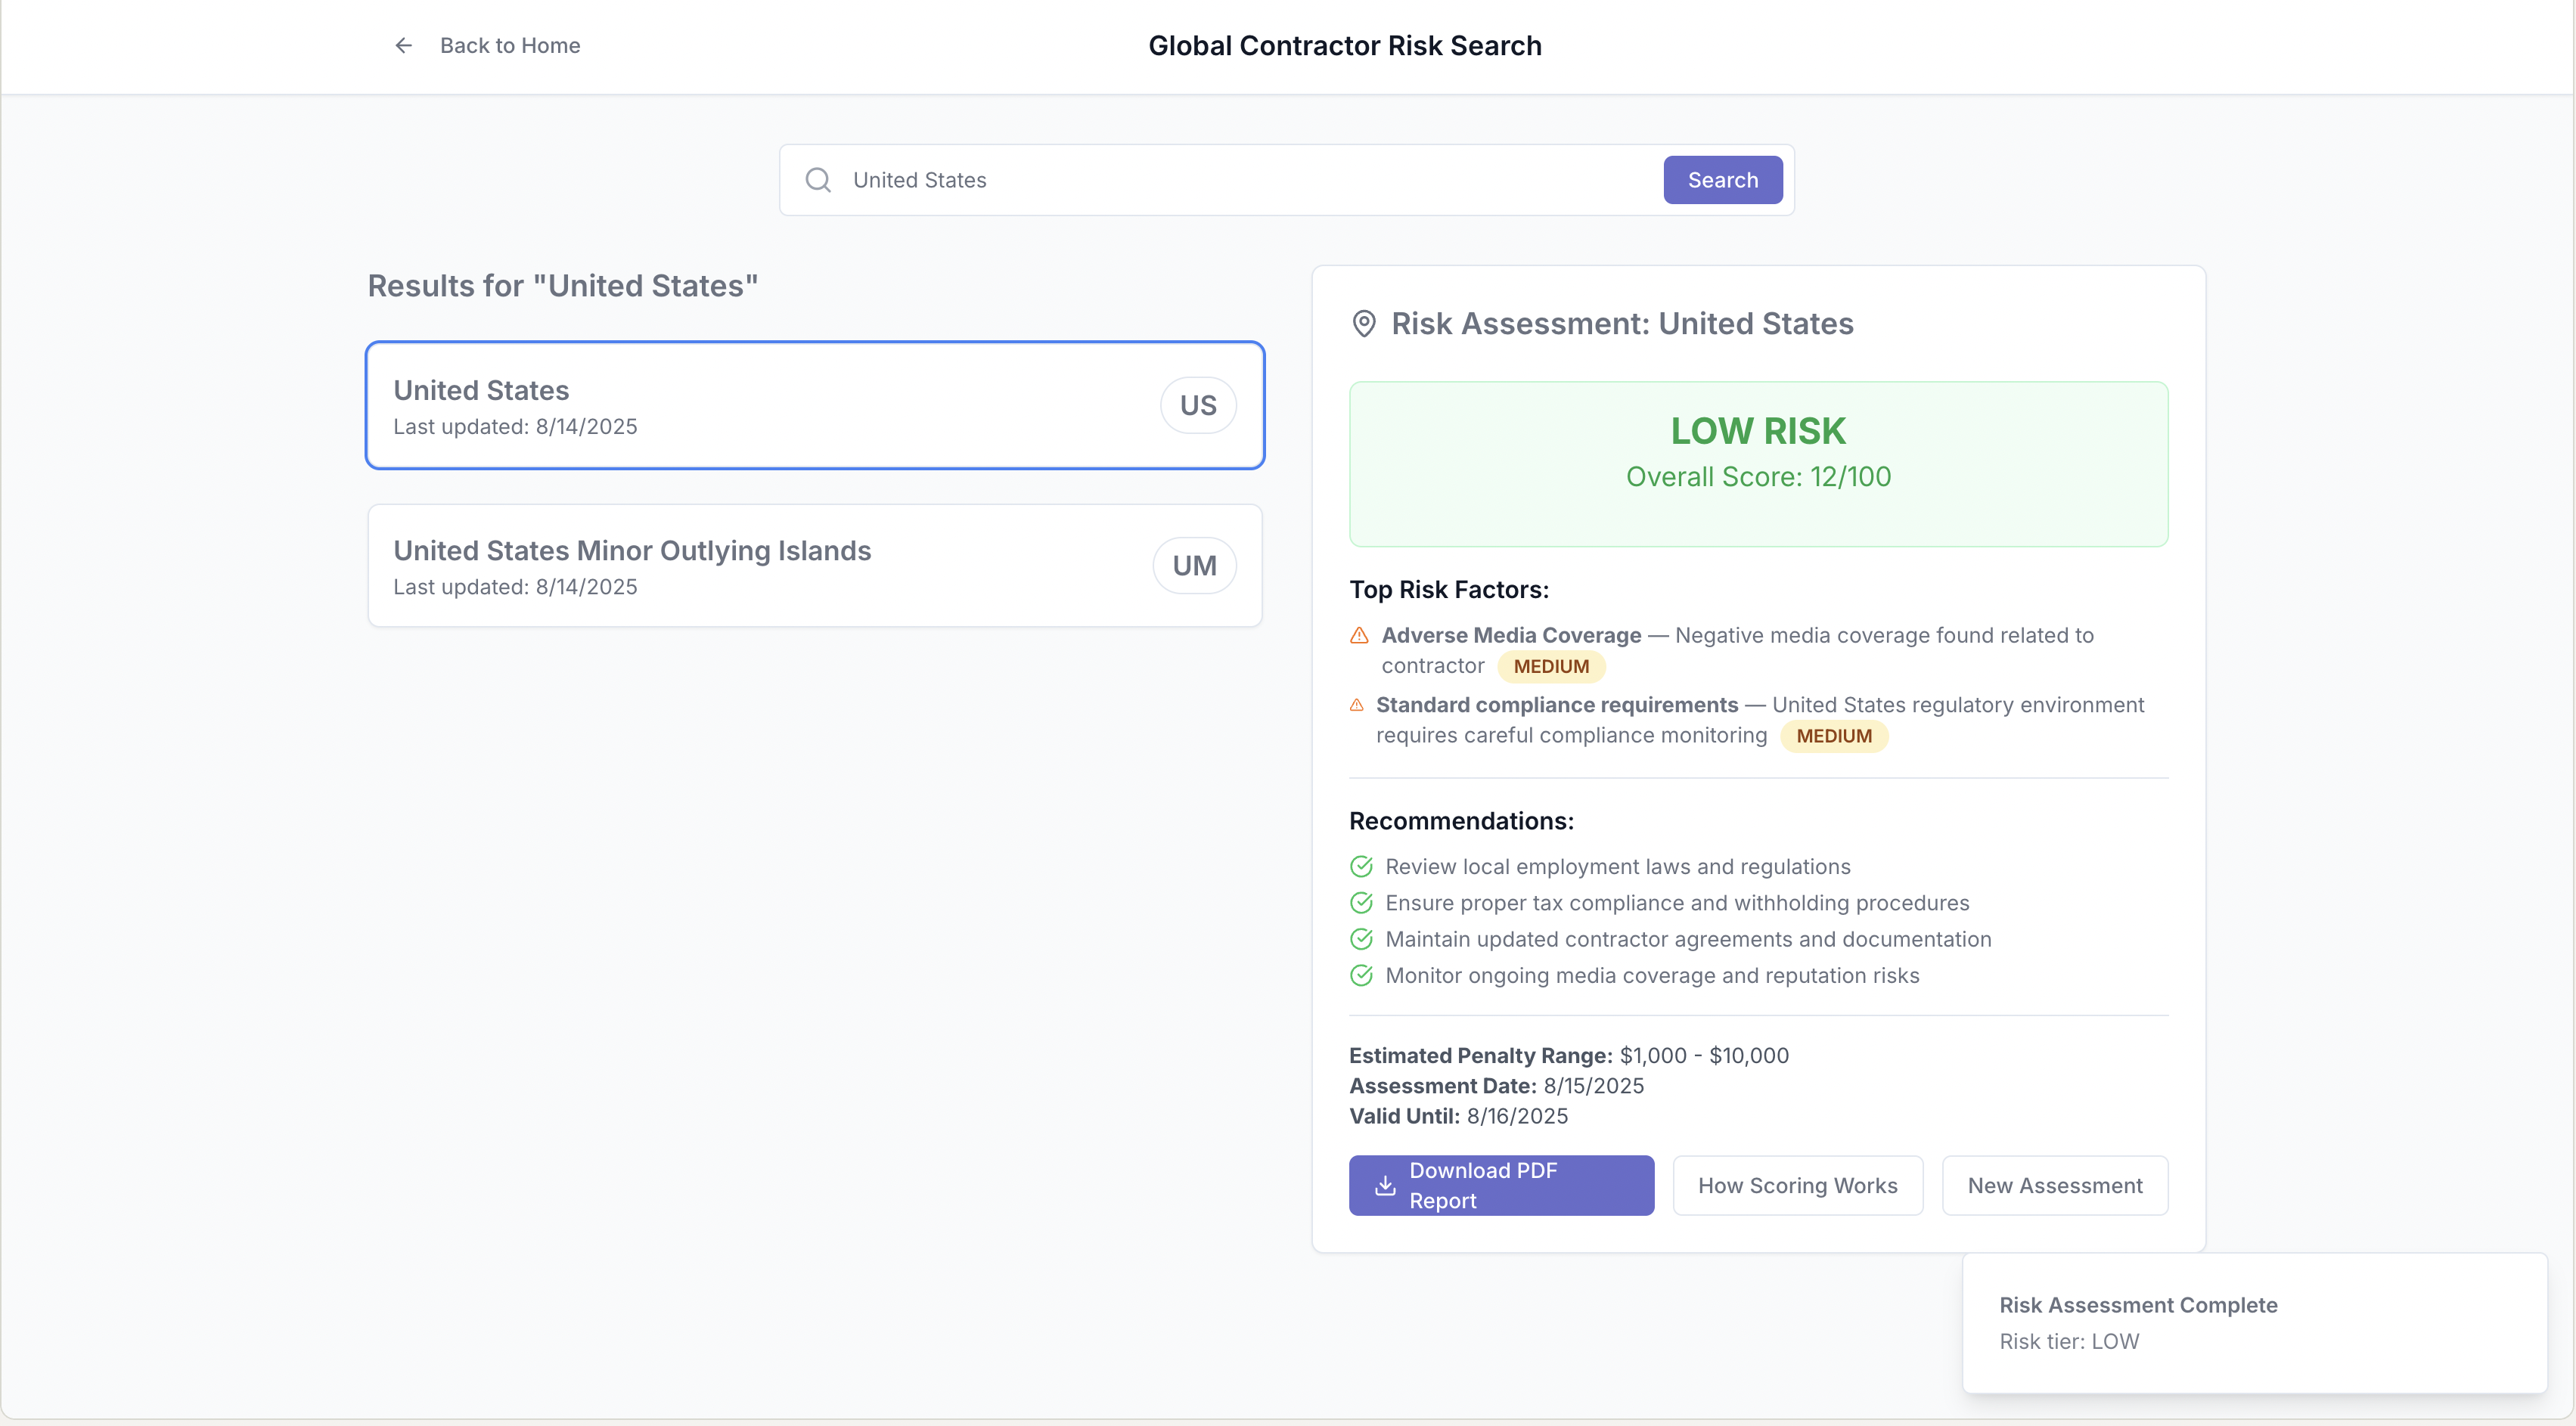 Back to Home
Global Contractor Risk Search
United States
Search
Results for "United States"
United States
Last updated: 8/14/2025
US
United States Minor Outlying Islands
Last updated: 8/14/2025
UM
Risk Assessment: United States
LOW RISK
Overall Score: 12/100
Top Risk Factors:
Adverse Media Coverage — Negative media coverage found related to
contractor MEDIUM
Standard compliance requirements — United States regulatory environment
requires careful compliance monitoring MEDIUM
Recommendations:
Review local employment laws and regulations
Ensure proper tax compliance and withholding procedures
Maintain updated contractor agreements and documentation
Monitor ongoing media coverage and reputation risks
Estimated Penalty Range: $1,000 - $10,000
Assessment Date: 8/15/2025
Valid Until: 8/16/2025
Download PDF
Report
How Scoring Works
New Assessment
Risk Assessment Complete
Risk tier: LOW